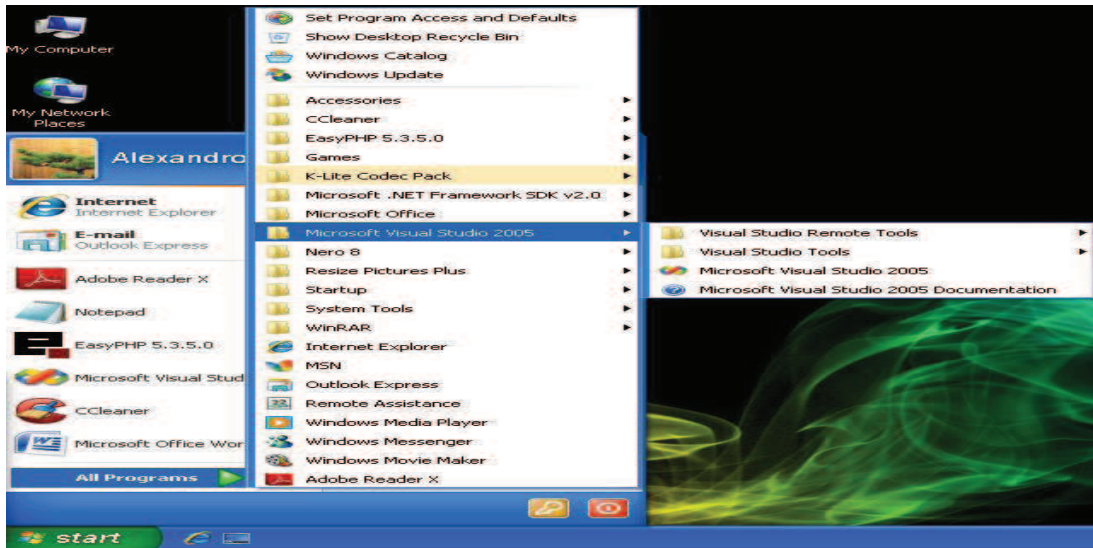 My Computer
My Network
Places
Alexandro
Internet
Internet Explorer
E-mail
Outlook Express
Adobe Reader X
Notepad
EasyPHP 5.3.5.0
Microsoft Visual Stud
CCleaner
Microsoft Office Wor
All Programs
Set Program Access and Defaults
Show Desktop Recycle Bin
Windows Catalog
Windows Update
Accessories
CCleaner
EasyPHP 5.3.5.0
Games
K-Lite Codec Pack
Microsoft .NET Framework SDK v2.0
Microsoft Office
Microsoft Visual Studio 2005
Nero 8
Resize Pictures Plus
Startup
System Tools
WinRAR
Internet Explorer
MSN
Outlook Express
Remote Assistance
Windows Media Player
Windows Messenger
Windows Movie Maker
Adobe Reader X
Visual Studio Remote Tools
Visual Studio Tools
Microsoft Visual Studio 2005
Microsoft Visual Studio 2005 Documentation
start